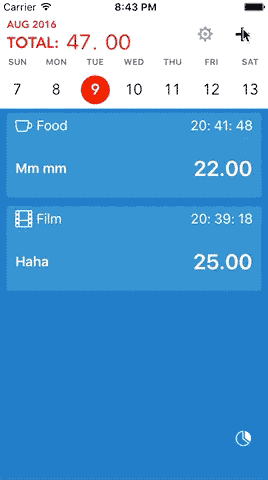 Carrier 8:43 PM
AUG 2016
TOTAL: 47. 00
SUN MON TUE WED THU FRI SAT
7 8 9 10 11 12 13
Food 20: 41: 48
Mm mm 22.00
Film 20: 39: 18
Haha 25.00